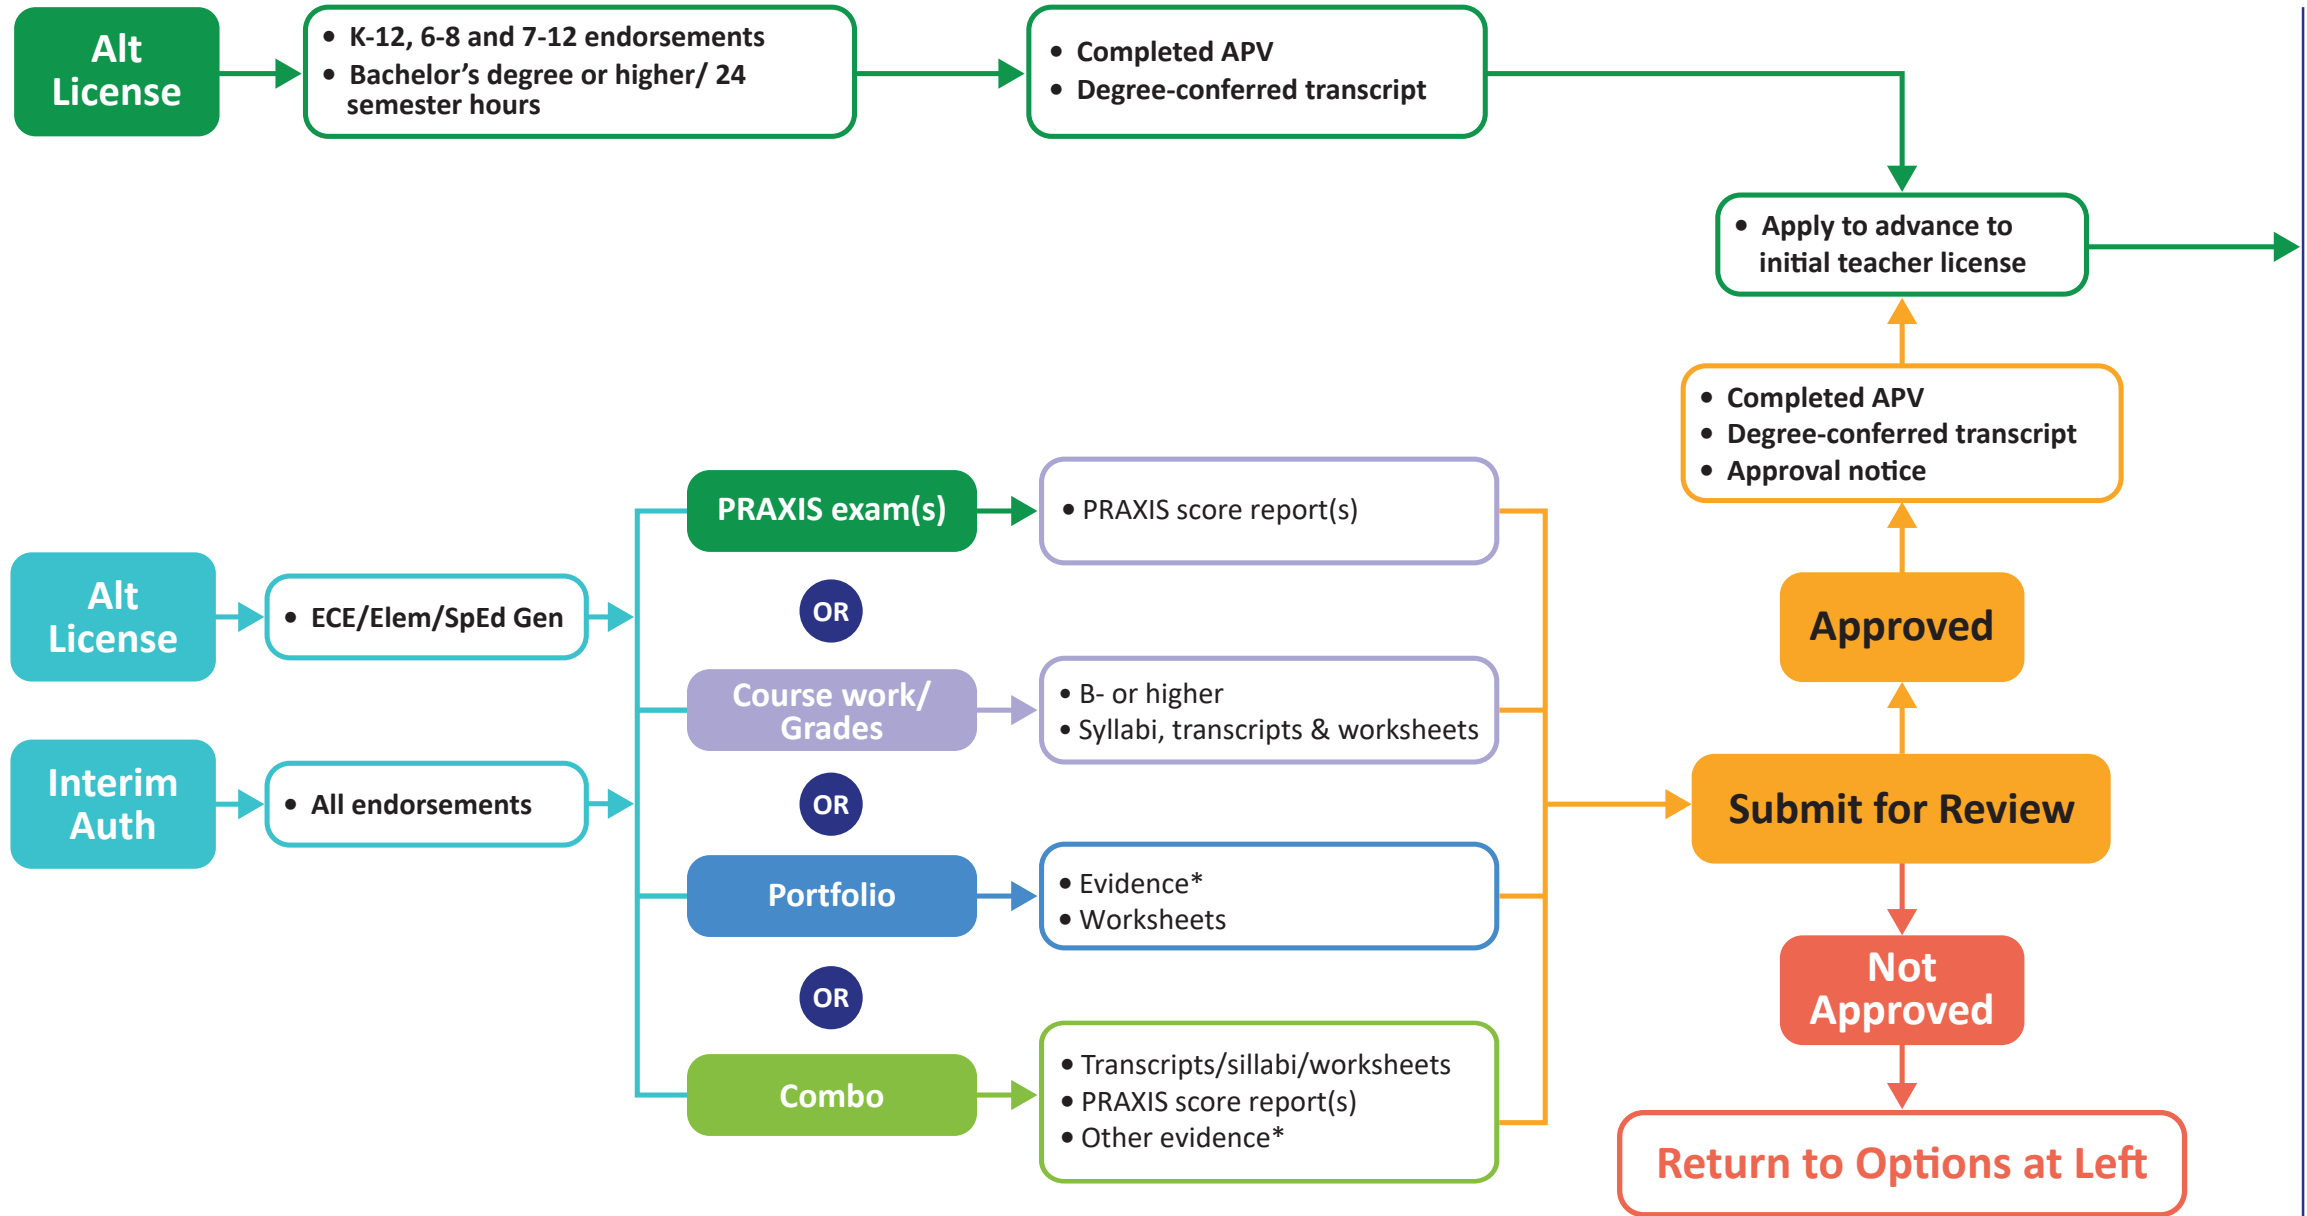 Alt
License
• K-12, 6-8 and 7-12 endorsements
• Bachelor's degree or higher/ 24
semester hours
• Completed APV
• Degree-conferred transcript
• Apply to advance to
initial teacher license
• Completed APV
• Degree-conferred transcript
• Approval notice
Alt
License
• ECE/Elem/SpEd Gen
Interim
Auth
• All endorsements
PRAXIS exam(s)
• PRAXIS score report(s)
OR
Course work/
Grades
• B- or higher
• Syllabi, transcripts & worksheets
OR
Portfolio
• Evidence*
• Worksheets
OR
Combo
• Transcripts/sillabi/worksheets
• PRAXIS score report(s)
• Other evidence*
Approved
Submit for Review
Not
Approved
Return to Options at Left